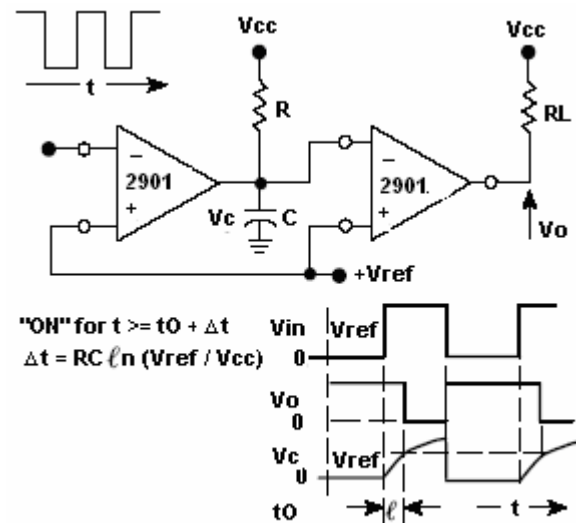 Vcc
Vcc
t
R
RL
−
2901
+
−
2901.
+
Vc
C
Vo
+Vref
"ON" for t >= tO + Δt
Δt = RC ℓn (Vref / Vcc)
Vin
Vref
0
Vo
0
Vc
Vref
0
tO
ℓ
t